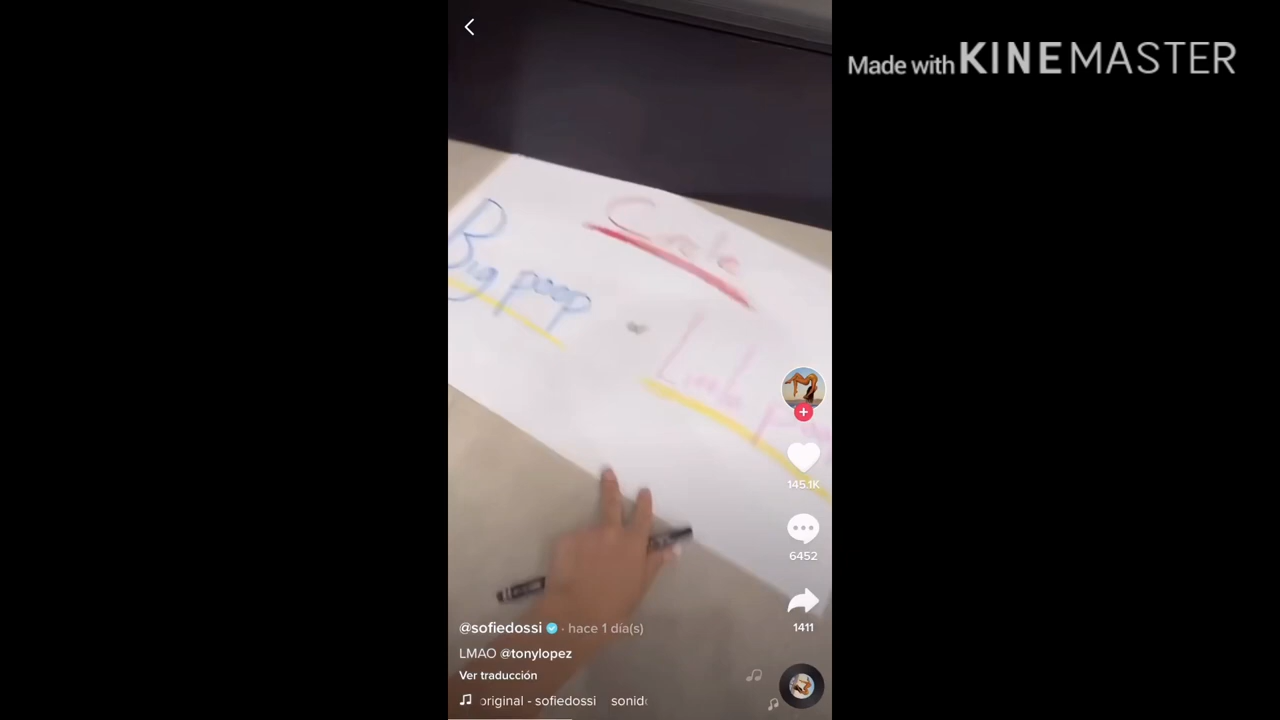 Made with KINEMASTER
Big poop
145.1K
6452
1411
@sofiedossi · hace 1 día(s)
LMAO @tonylopez
Ver traducción
original - sofiedossi sonid